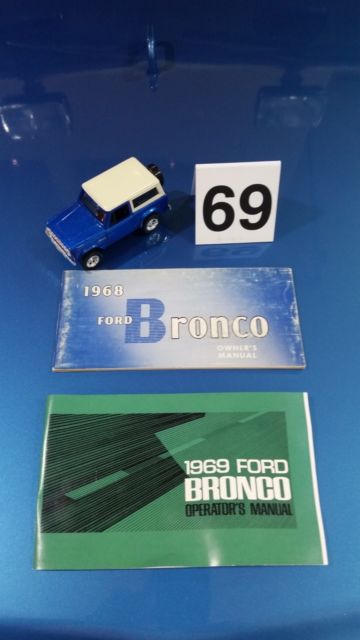 69
1968
FORD Bronco
OWNER'S
MANUAL
1969 FORD
BRONCO
OPERATOR'S MANUAL